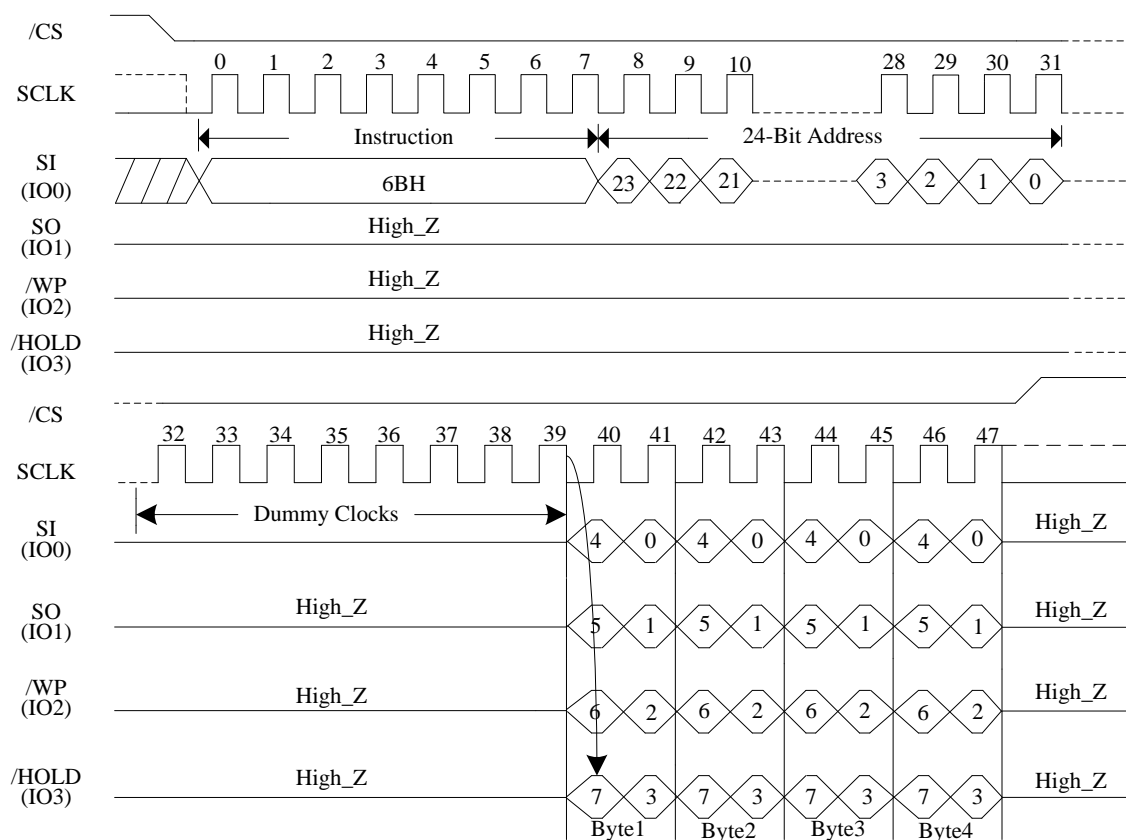 /CS
0 1 2 3 4 5 6 7 8 9 10 28 29 30 31
SCLK
Instruction 24-Bit Address
SI
(IO0)
6BH 23 22 21 3 2 1 0
SO
(IO1)
High_Z
/WP
(IO2)
High_Z
/HOLD
(IO3)
High_Z
/CS
32 33 34 35 36 37 38 39 40 41 42 43 44 45 46 47
SCLK
Dummy Clocks
SI
(IO0)
4 0 4 0 4 0 4 0 High_Z
SO
(IO1)
High_Z 5 1 5 1 5 1 5 1 High_Z
/WP
(IO2)
High_Z 6 2 6 2 6 2 6 2 High_Z
/HOLD
(IO3)
High_Z 7 3 7 3 7 3 7 3 High_Z
Byte1 Byte2 Byte3 Byte4